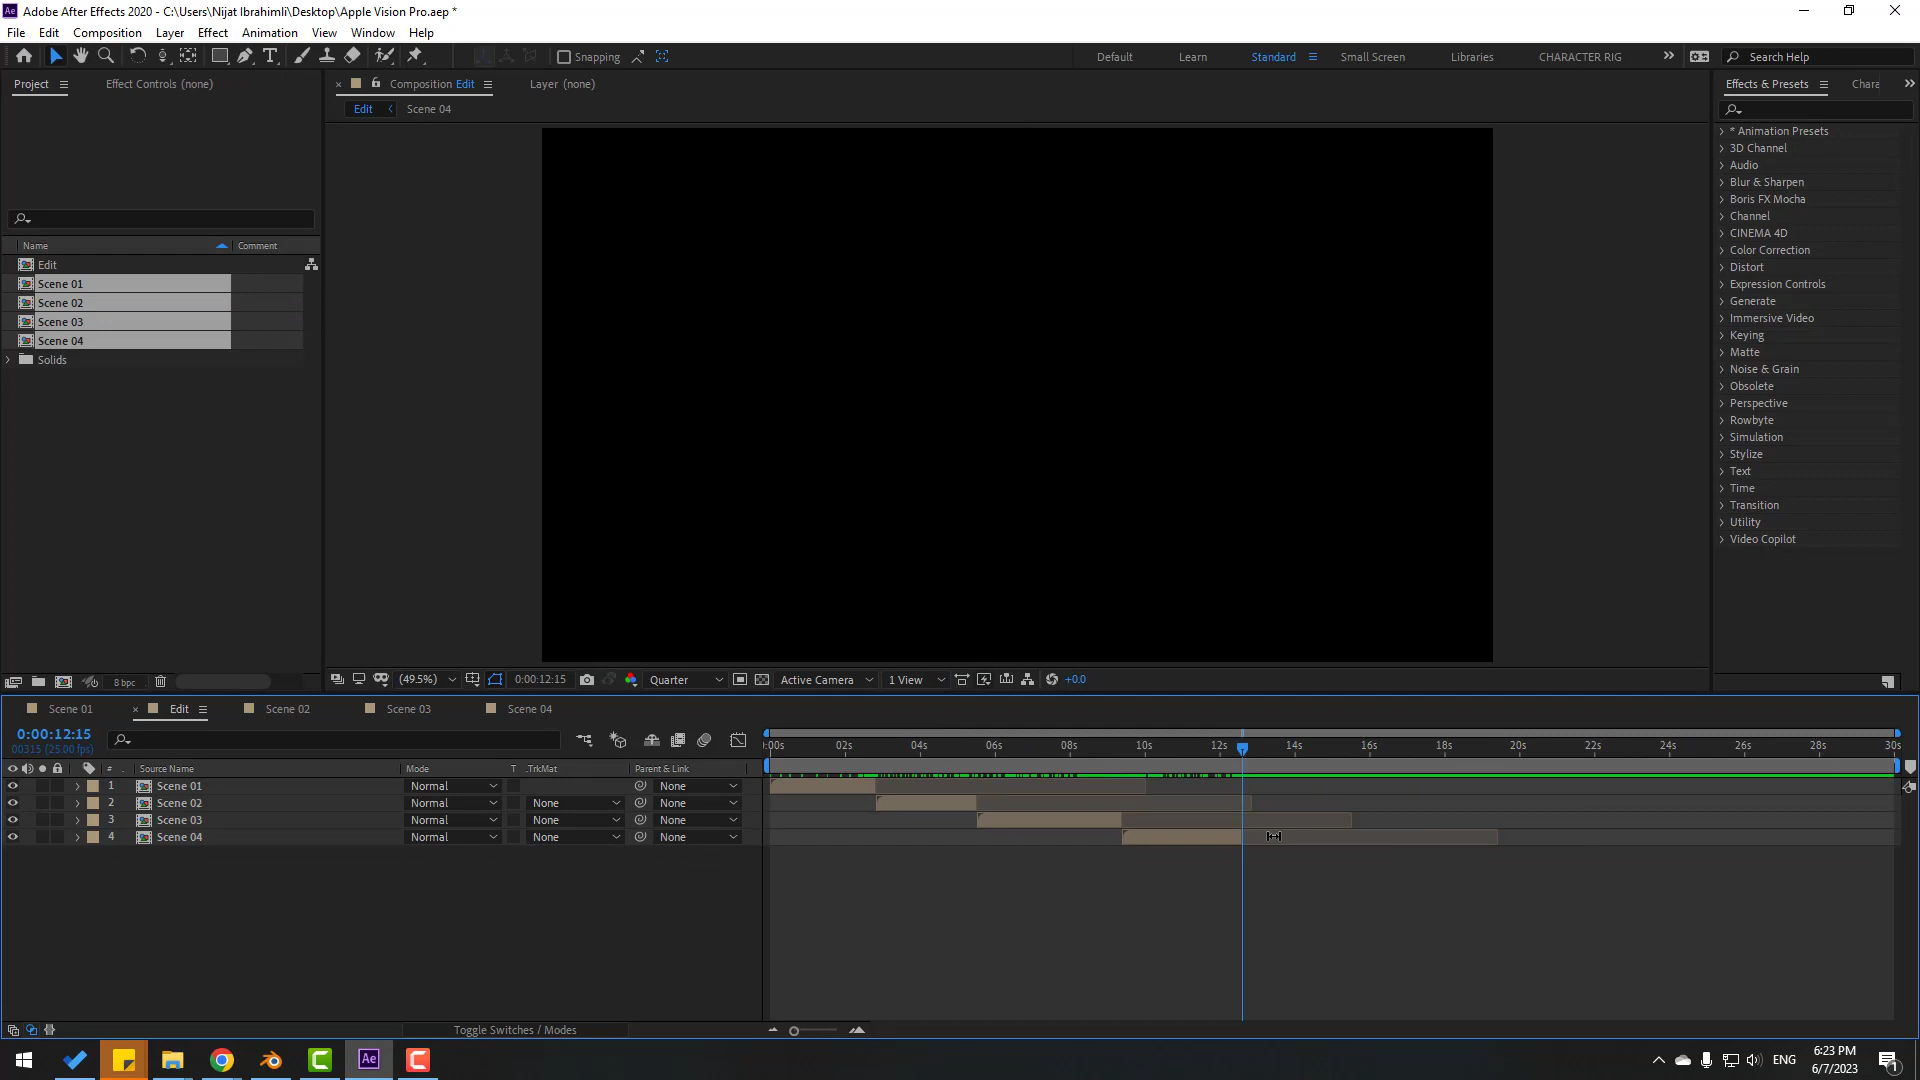 Adobe After Effects 2020 - C:\Users\Nijat Ibrahimli\Desktop\Apple Vision Pro.aep *
File Edit Composition Layer Effect Animation View Window Help
Snapping
Default Learn Standard Small Screen Libraries CHARACTER RIG Search Help
Project Effect Controls (none)
Composition Edit Layer (none)
Effects & Presets Chara
Edit Scene 04
* Animation Presets
3D Channel
Audio
Blur & Sharpen
Boris FX Mocha
Channel
CINEMA 4D
Color Correction
Distort
Expression Controls
Generate
Immersive Video
Keying
Matte
Noise & Grain
Obsolete
Perspective
Rowbyte
Simulation
Stylize
Text
Time
Transition
Utility
Video Copilot
Name Comment
Edit
Scene 01
Scene 02
Scene 03
Scene 04
Solids
8 bpc
(49.5%) 0:00:12:15 Quarter Active Camera 1 View +0.0
Scene 01 Edit Scene 02 Scene 03 Scene 04
0:00:12:15
00315 (25.00 fps)
:00s 02s 04s 06s 08s 10s 12s 14s 16s 18s 20s 22s 24s 26s 28s 30s
# Source Name Mode T .TrkMat Parent & Link
1 Scene 01 Normal None
2 Scene 02 Normal None None
3 Scene 03 Normal None None
4 Scene 04 Normal None None
Toggle Switches / Modes
Ae
ENG
6:23 PM
6/7/2023
1